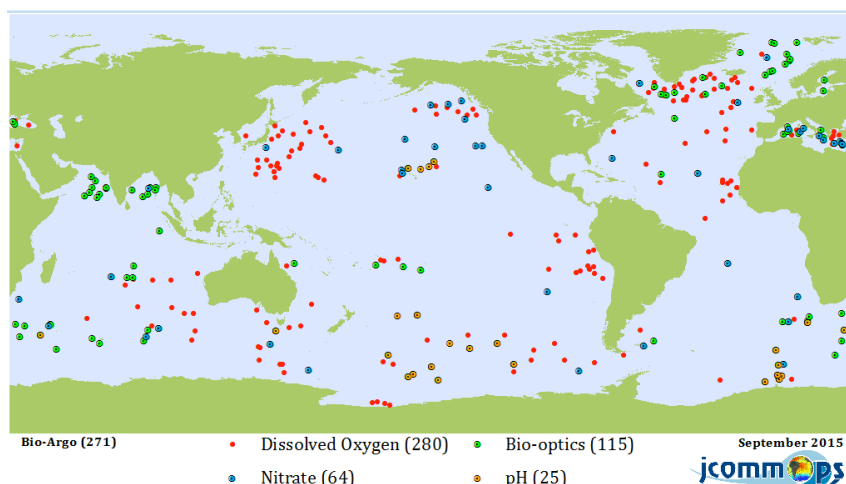 Bio-Argo (271)
Dissolved Oxygen (280)
Bio-optics (115)
September 2015
Nitrate (64)
pH (25)
jcommops